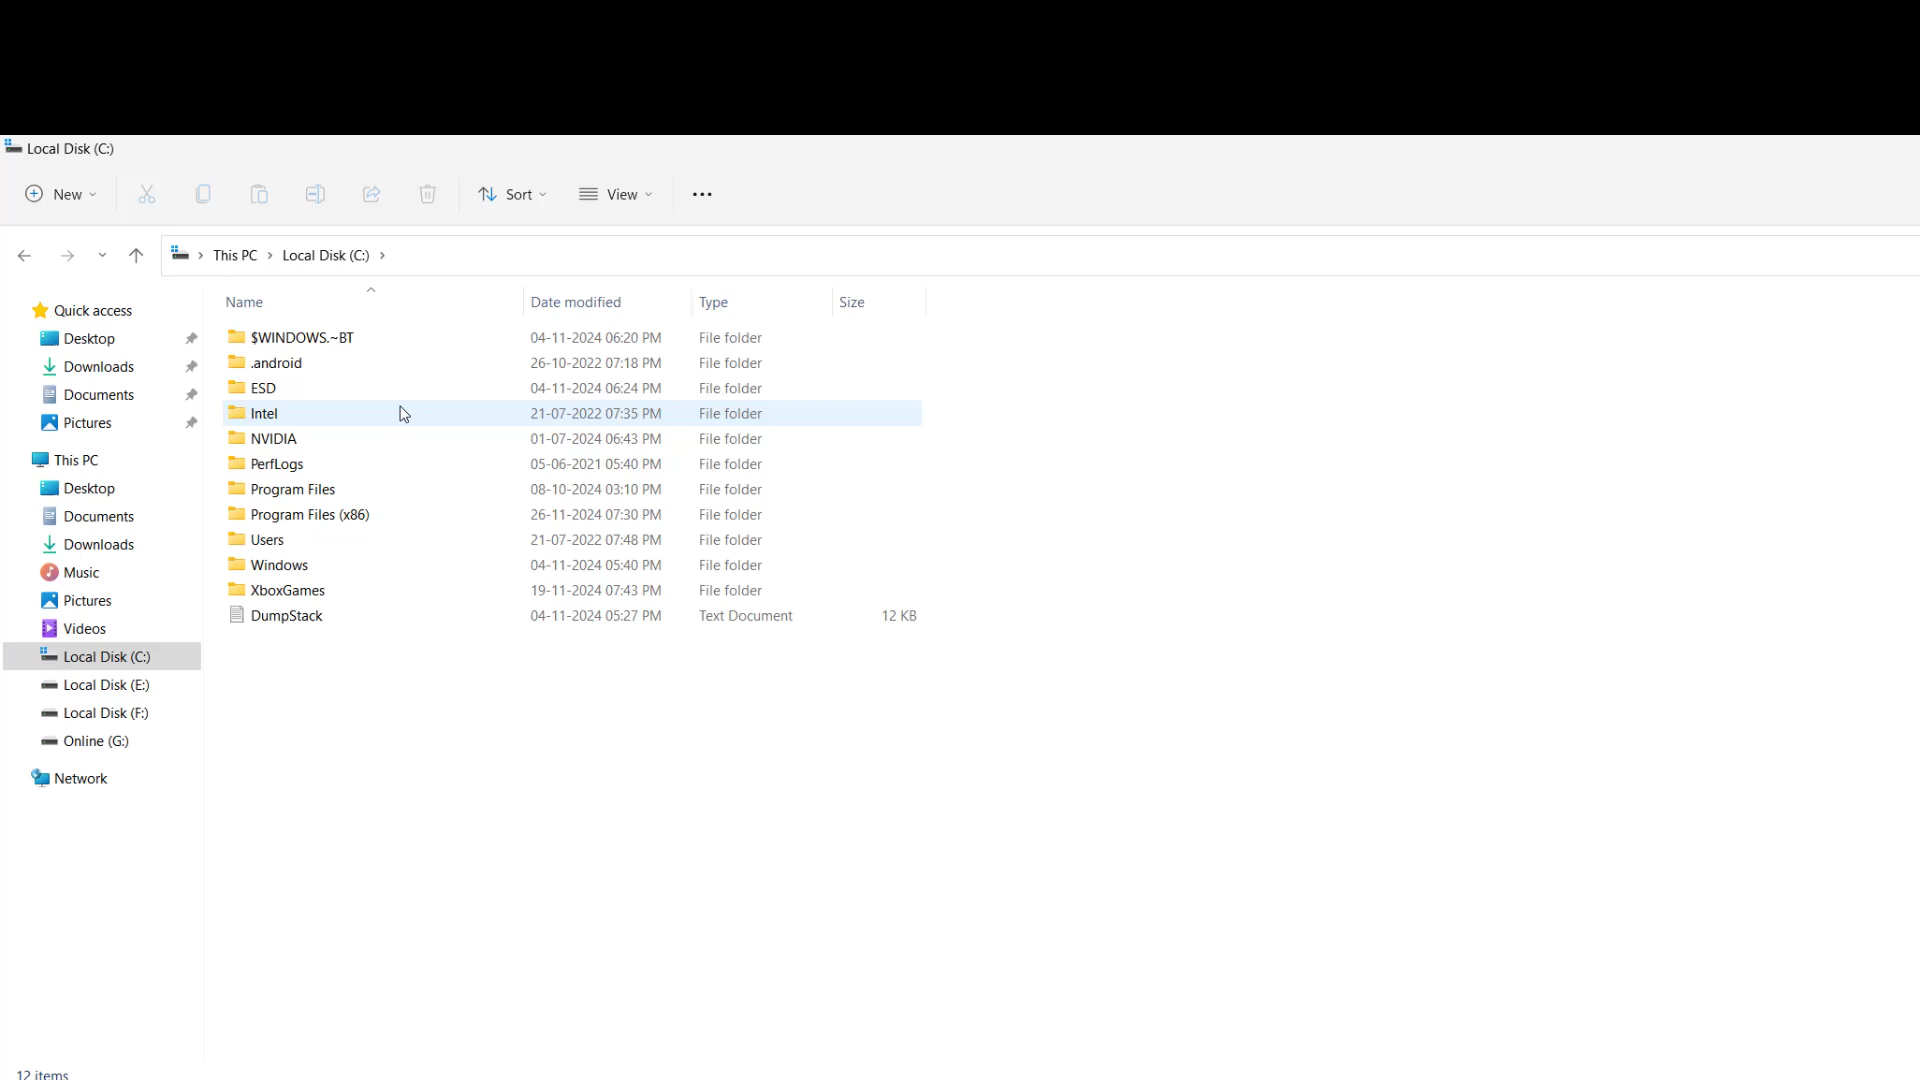 Local Disk (C:)
New
Sort
View
This PC
Local Disk (C:)
Name Date modified Type Size
Quick access
Desktop
Downloads
Documents
Pictures
This PC
Desktop
Documents
Downloads
Music
Pictures
Videos
Local Disk (C:)
Local Disk (E:)
Local Disk (F:)
Online (G:)
Network
$WINDOWS.~BT 04-11-2024 06:20 PM File folder
.android 26-10-2022 07:18 PM File folder
ESD 04-11-2024 06:24 PM File folder
Intel 21-07-2022 07:35 PM File folder
NVIDIA 01-07-2024 06:43 PM File folder
PerfLogs 05-06-2021 05:40 PM File folder
Program Files 08-10-2024 03:10 PM File folder
Program Files (x86) 26-11-2024 07:30 PM File folder
Users 21-07-2022 07:48 PM File folder
Windows 04-11-2024 05:40 PM File folder
XboxGames 19-11-2024 07:43 PM File folder
DumpStack 04-11-2024 05:27 PM Text Document 12 KB
12 items